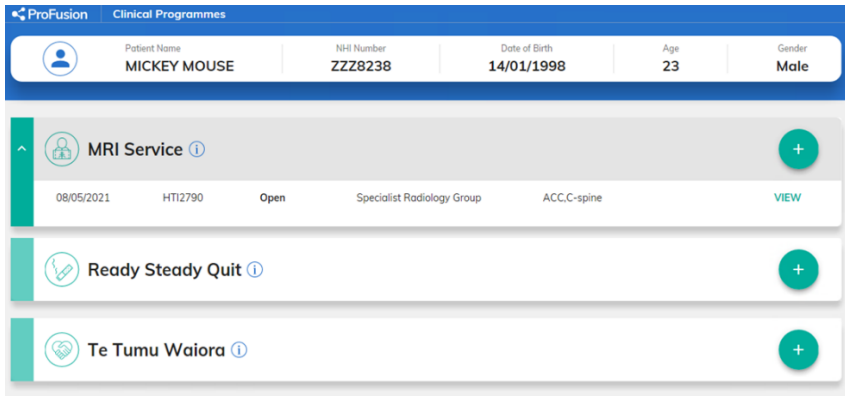 ProFusion Clinical Programmes
Patient Name NHI Number Date of Birth Age Gender
MICKEY MOUSE ZZZ8238 14/01/1998 23 Male
MRI Service
08/05/2021 HTI2790 Open Specialist Radiology Group ACC,C-spine VIEW
Ready Steady Quit
Te Tumu Waiora